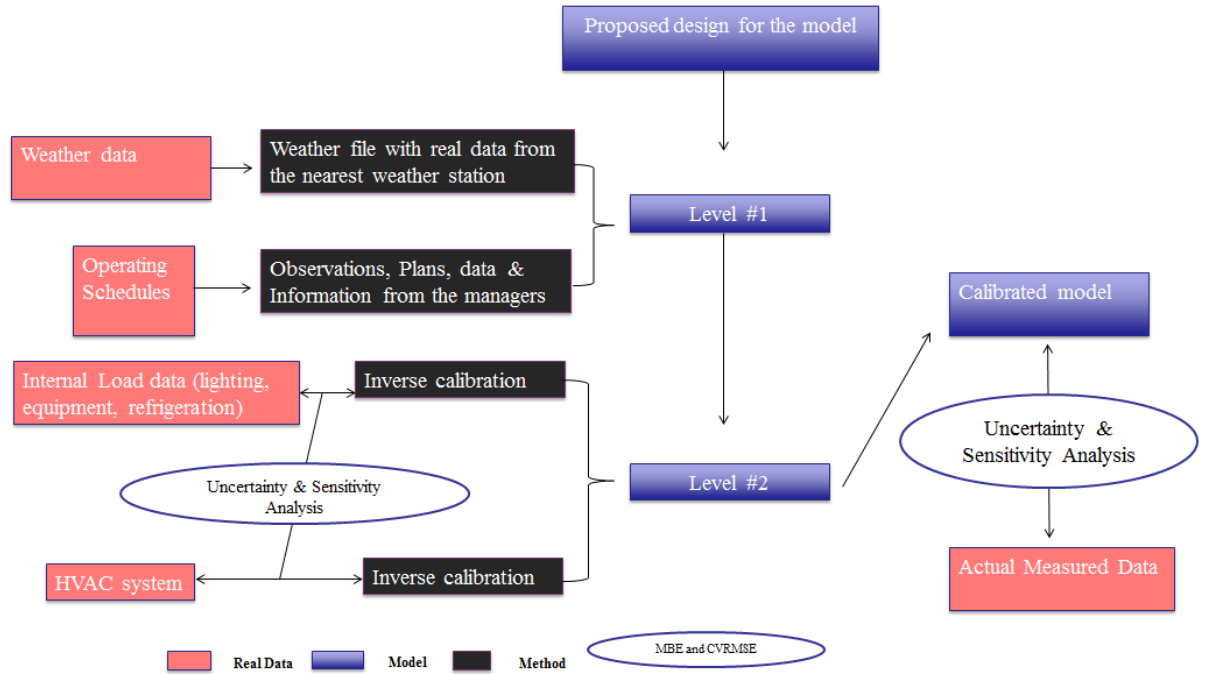 Proposed design for the model
Weather data
Weather file with real data from
the nearest weather station
Level #1
Operating
Schedules
Observations, Plans, data &
Information from the managers
Calibrated model
Internal Load data (lighting,
equipment, refrigeration)
Inverse calibration
Uncertainty &
Sensitivity Analysis
Uncertainty & Sensitivity
Analysis
Level #2
HVAC system
Inverse calibration
Actual Measured Data
Real Data
Model
Method
MBE and CVRMSE